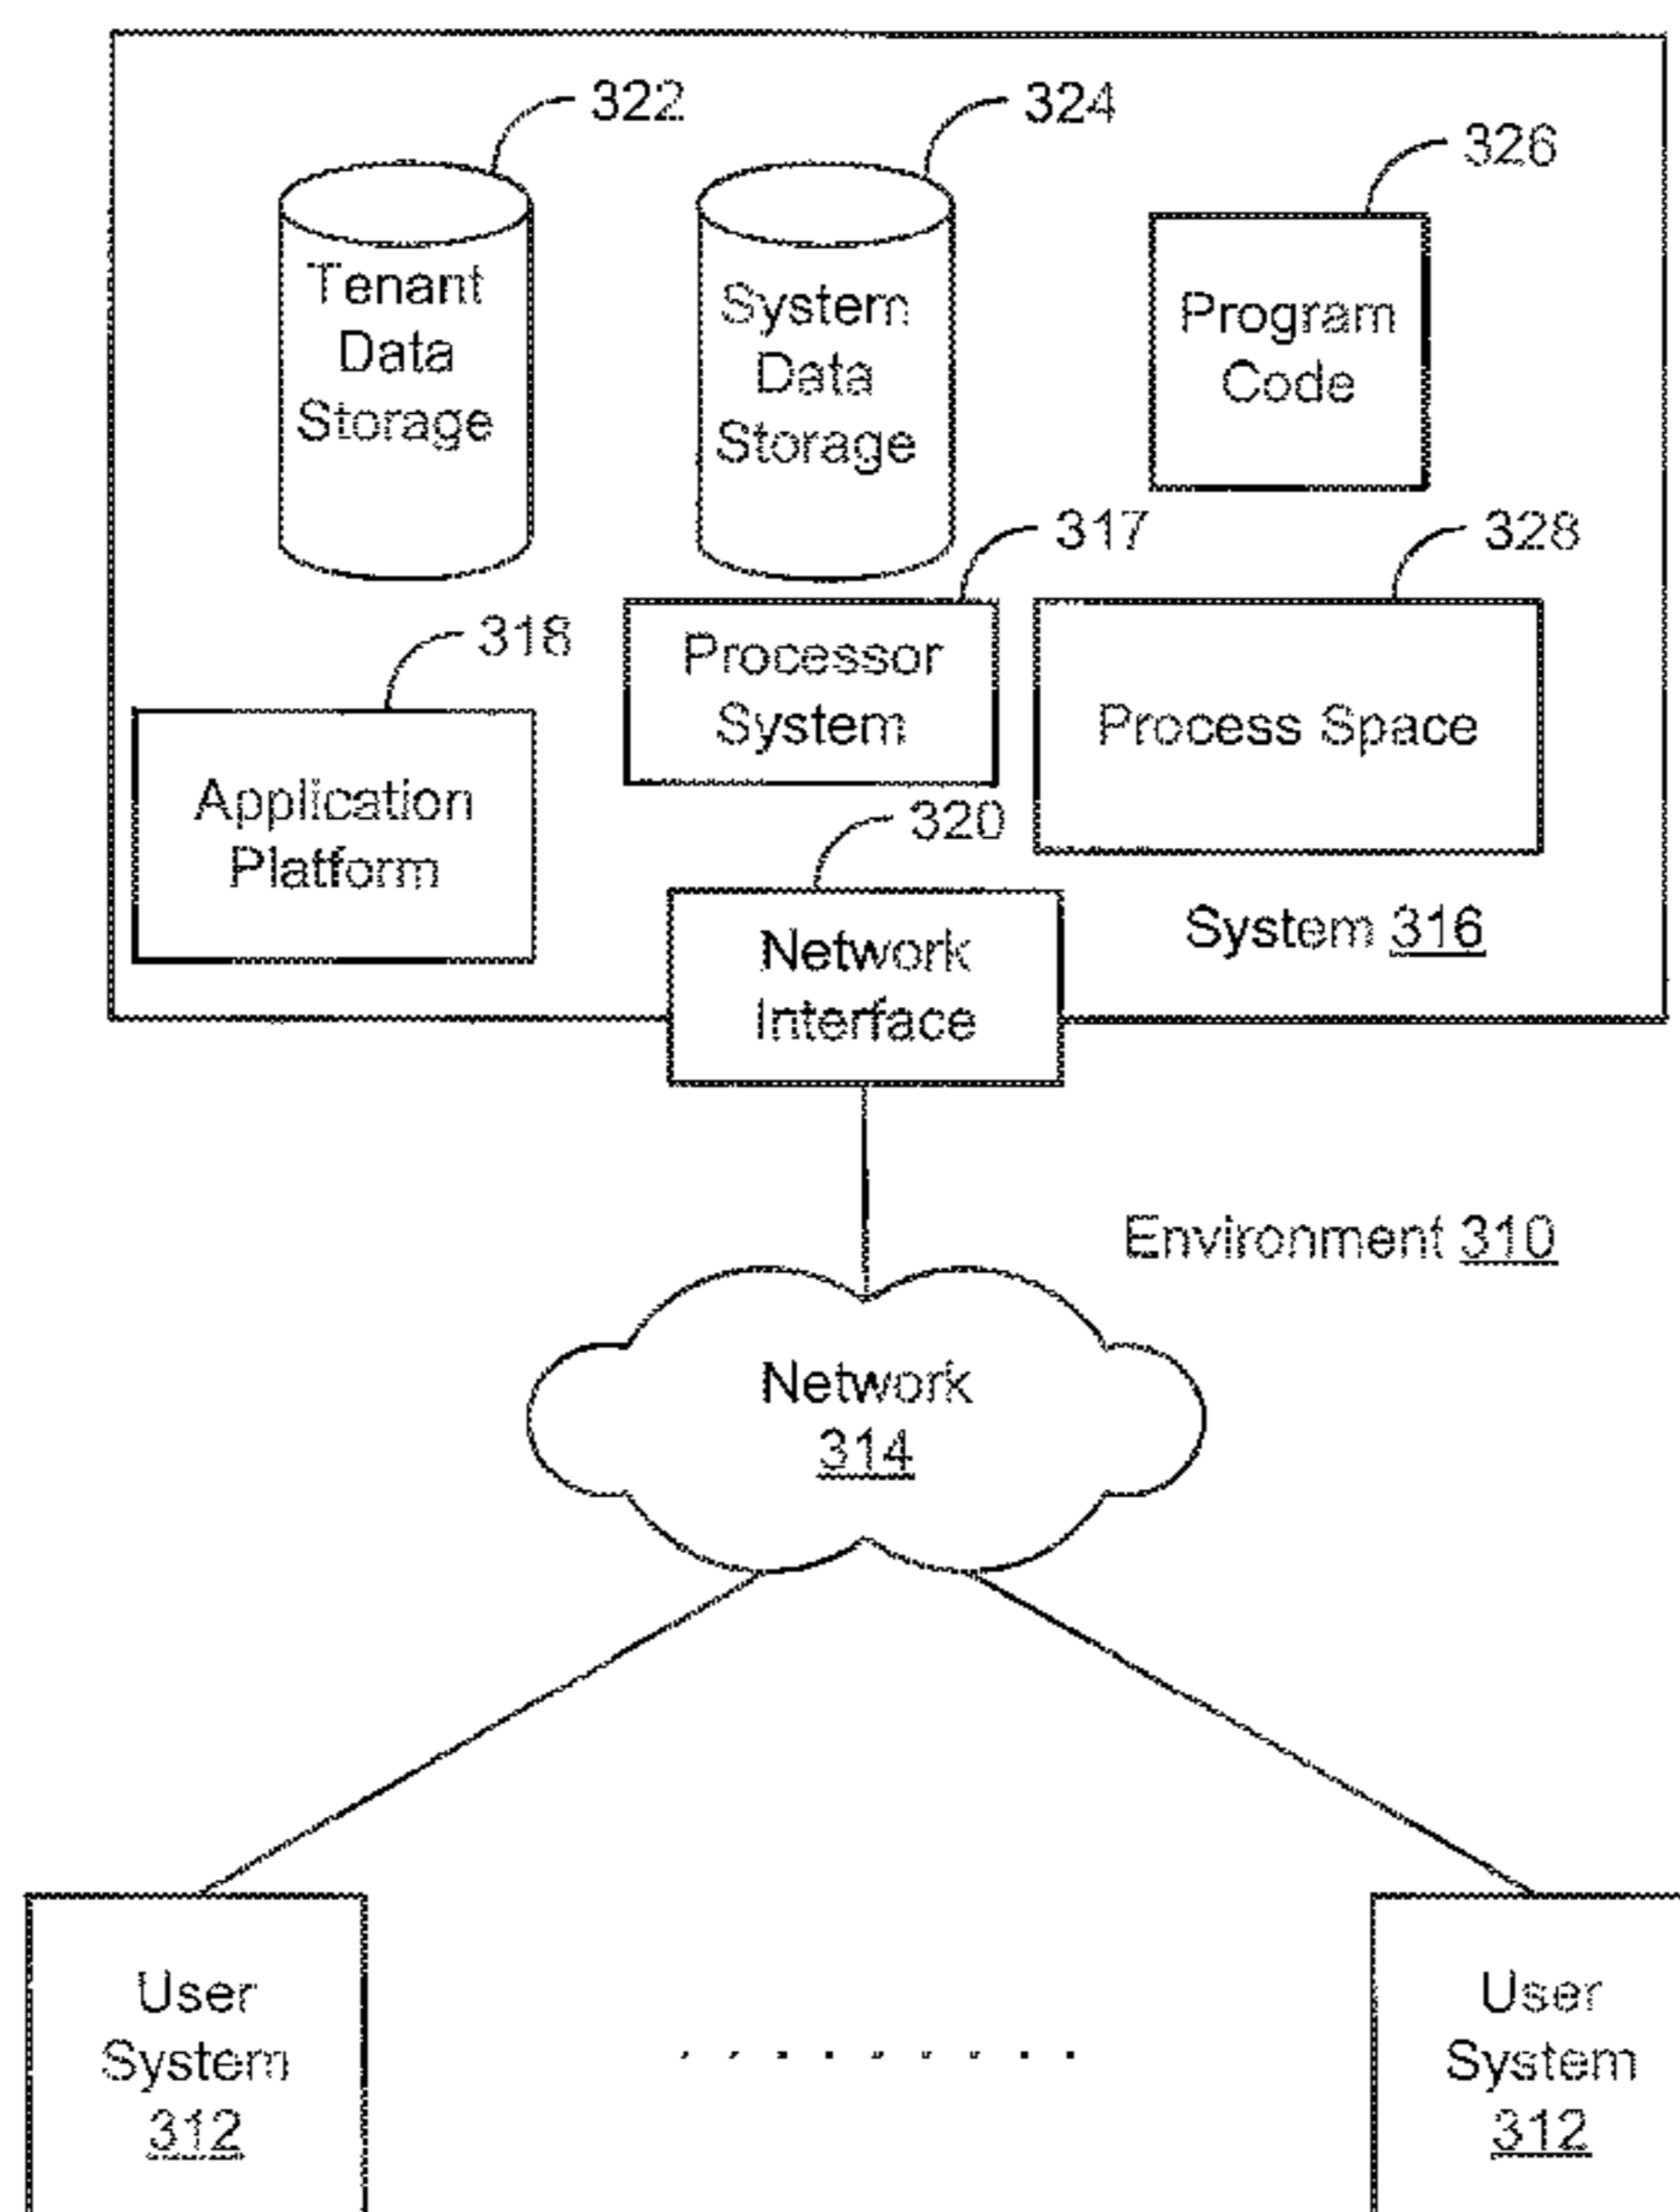 322
324
326
Tenant
Data
Storage
System
Data
Storage
Program
Code
317
328
318
Processor
System
Process Space
Application
Platform
320
Network
Interface
System 316
Environment 310
Network
314
User
System
312
User
System
312